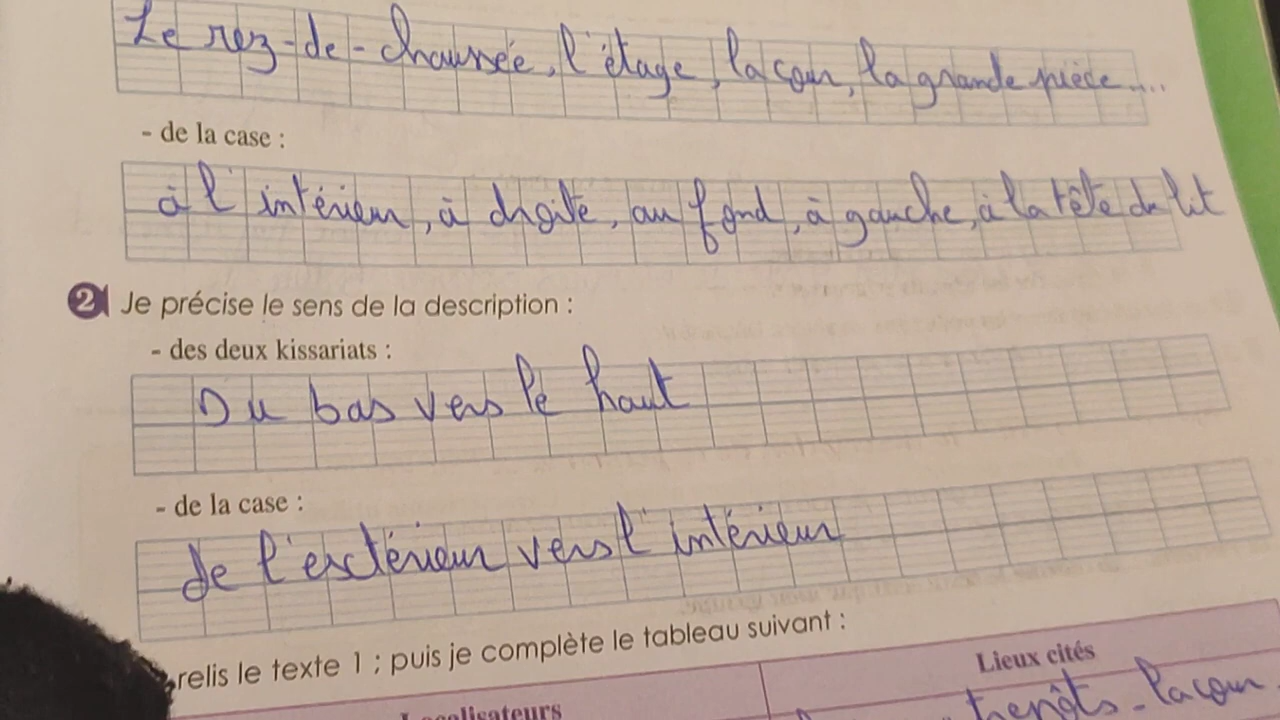 Le rez-de-chaussée, l'étage, la cour, la grande pièce....
- de la case :
à l'intérieur, à droite, au fond, à gauche, à la tête du lit
2 Je précise le sens de la description :
- des deux kissariats :
Du bas vers le haut
- de la case :
de l'extérieur vers l'intérieur
relis le texte 1 ; puis je complète le tableau suivant :
Lieux cités
Localisateurs
la cour.